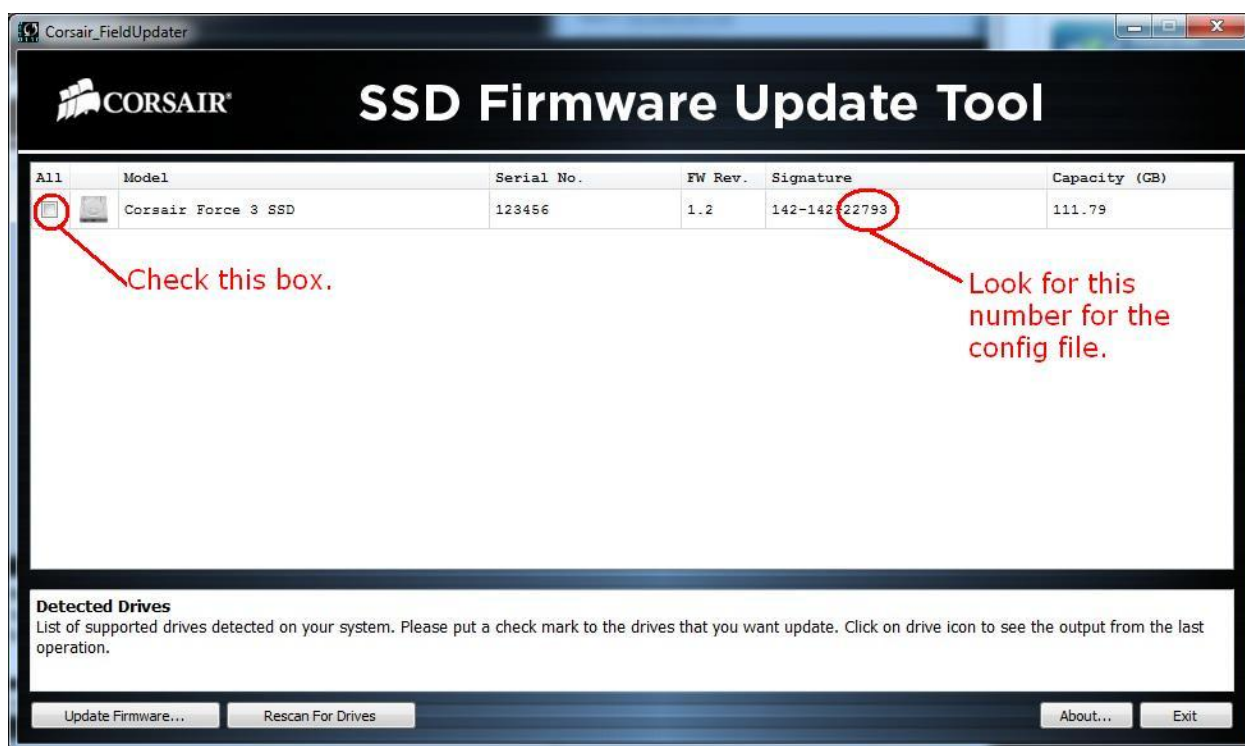 Corsair_FieldUpdater
CORSAIR® SSD Firmware Update Tool
All Model Serial No. FW Rev. Signature Capacity (GB)
Corsair Force 3 SSD 123456 1.2 142-142-22793 111.79
Check this box.
Look for this
number for the
config file.
Detected Drives
List of supported drives detected on your system. Please put a check mark to the drives that you want update. Click on drive icon to see the output from the last
operation.
Update Firmware... Rescan For Drives About... Exit